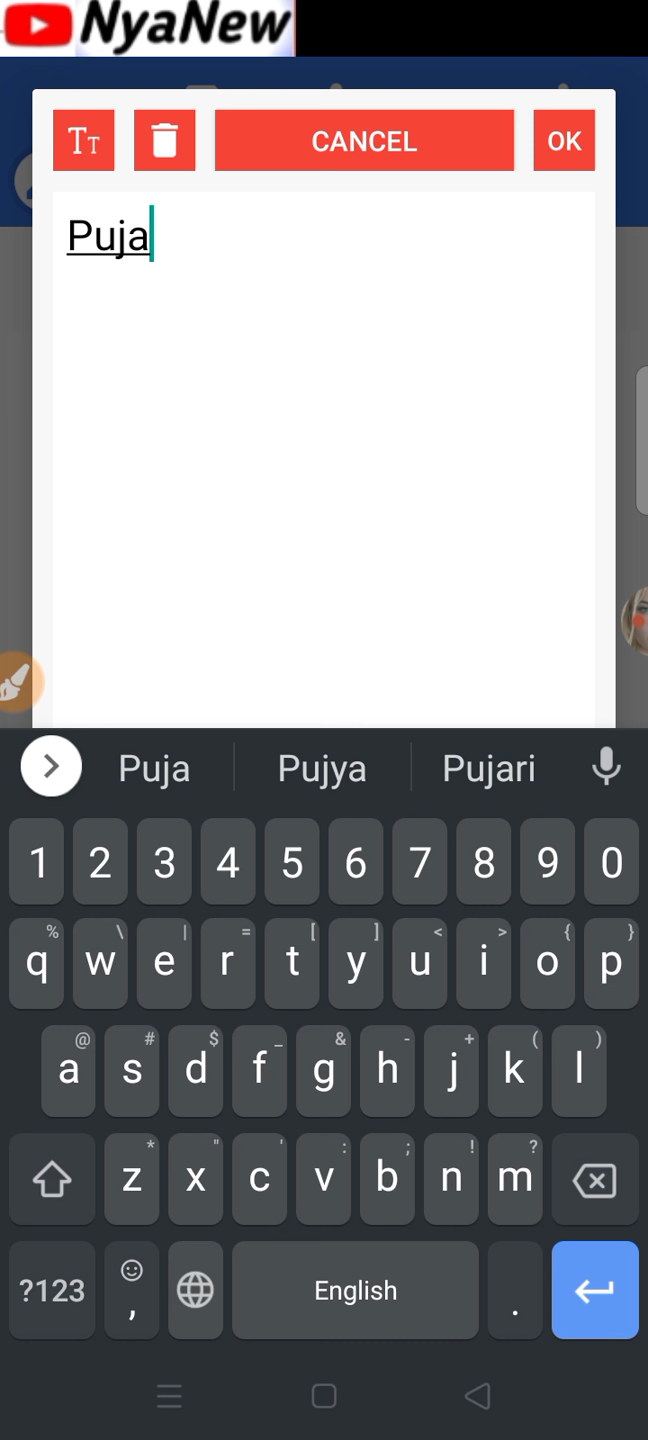 NyaNew
Tт CANCEL OK
Puja
Puja Pujya Pujari
1 2 3 4 5 6 7 8 9 0
% \ | = [ ] < > { }
q w e r t y u i o p
@ # $ _ & - + ( )
a s d f g h j k l
* " ' : ; ! ?
z x c v b n m
?123 , English .